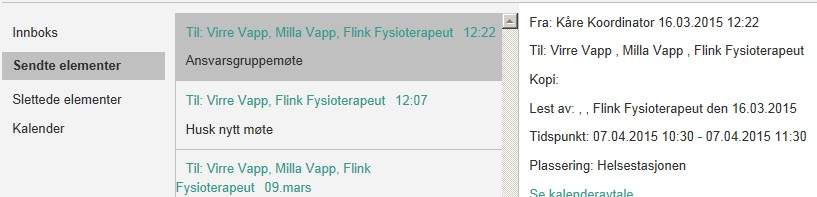 Innboks
Sendte elementer
Slettede elementer
Kalender
Til: Virre Vapp, Milla Vapp, Flink Fysioterapeut 12:22
Ansvarsgruppemøte
Til: Virre Vapp, Flink Fysioterapeut 12:07
Husk nytt møte
Til: Virre Vapp, Milla Vapp, Flink
Fysioterapeut 09.mars
Fra: Kåre Koordinator 16.03.2015 12:22
Til: Virre Vapp , Milla Vapp , Flink Fysioterapeut
Kopi:
Lest av: , , Flink Fysioterapeut den 16.03.2015
Tidspunkt: 07.04.2015 10:30 - 07.04.2015 11:30
Plassering: Helsestasjonen
Se kalenderavtale